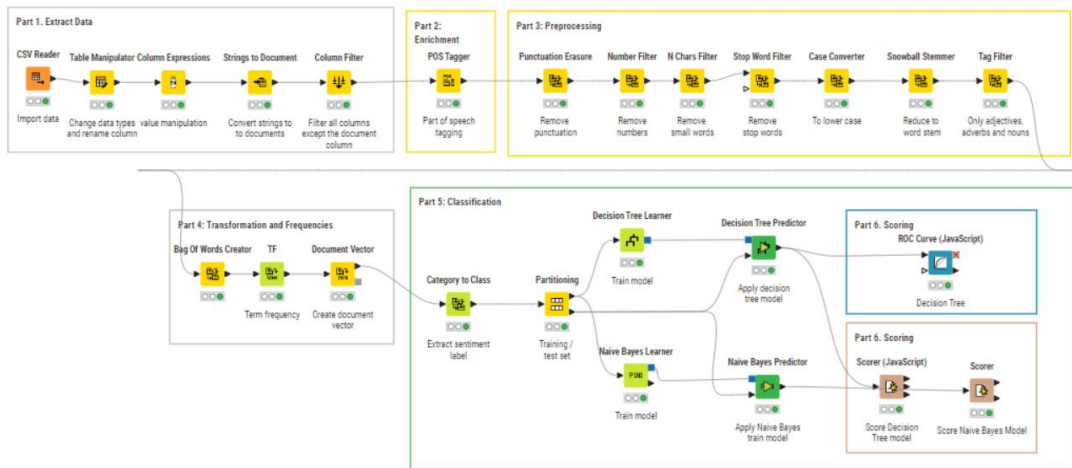 Part 1. Extract Data
CSV Reader
Table Manipulator
Column Expressions
Strings to Document
Column Filter
Import data
Change data types
and rename column
value manipulation
Convert strings to
to documents
Filter all columns
except the document
column
Part 2:
Enrichment
POS Tagger
Part of speech
tagging
Part 3: Preprocessing
Punctuation Erasure
Number Filter
N Chars Filter
Stop Word Filter
Case Converter
Snowball Stemmer
Tag Filter
Remove
punctuation
Remove
numbers
Remove
small words
Remove
stop words
To lower case
Reduce to
word stem
Only adjectives,
adverbs and nouns
Part 4: Transformation and Frequencies
Bag Of Words Creator
TF
Document Vector
Term frequency
Create document
vector
Part 5: Classification
Category to Class
Extract sentiment
label
Partitioning
Training /
test set
Decision Tree Learner
Train model
Decision Tree Predictor
Apply decision
tree model
Naive Bayes Learner
Train model
Naive Bayes Predictor
Apply Naive Bayes
train model
Part 6. Scoring
ROC Curve (JavaScript)
Decision Tree
Part 6. Scoring
Scorer (JavaScript)
Scorer
Score Decision
Tree model
Score Naive Bayes Model